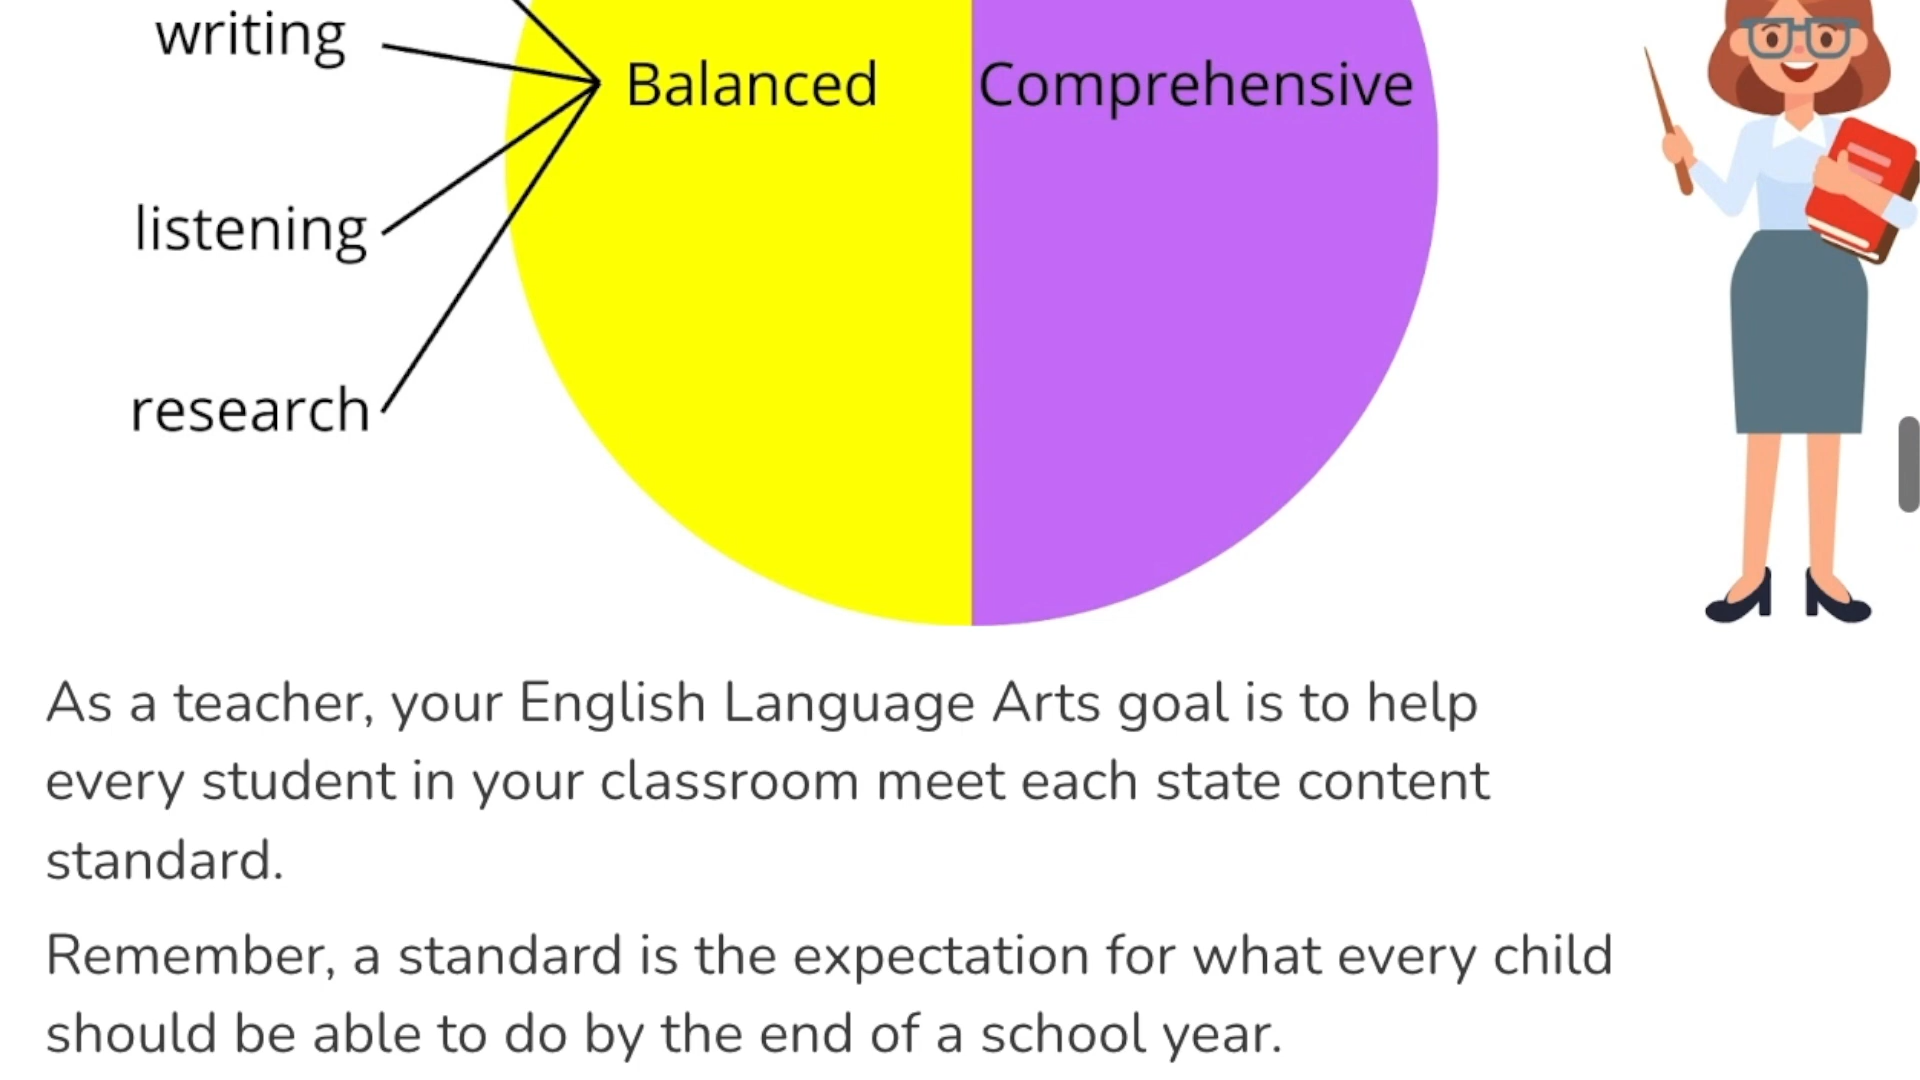 writing
Balanced
Comprehensive
listening
research
As a teacher, your English Language Arts goal is to help
every student in your classroom meet each state content
standard.
Remember, a standard is the expectation for what every child
should be able to do by the end of a school year.